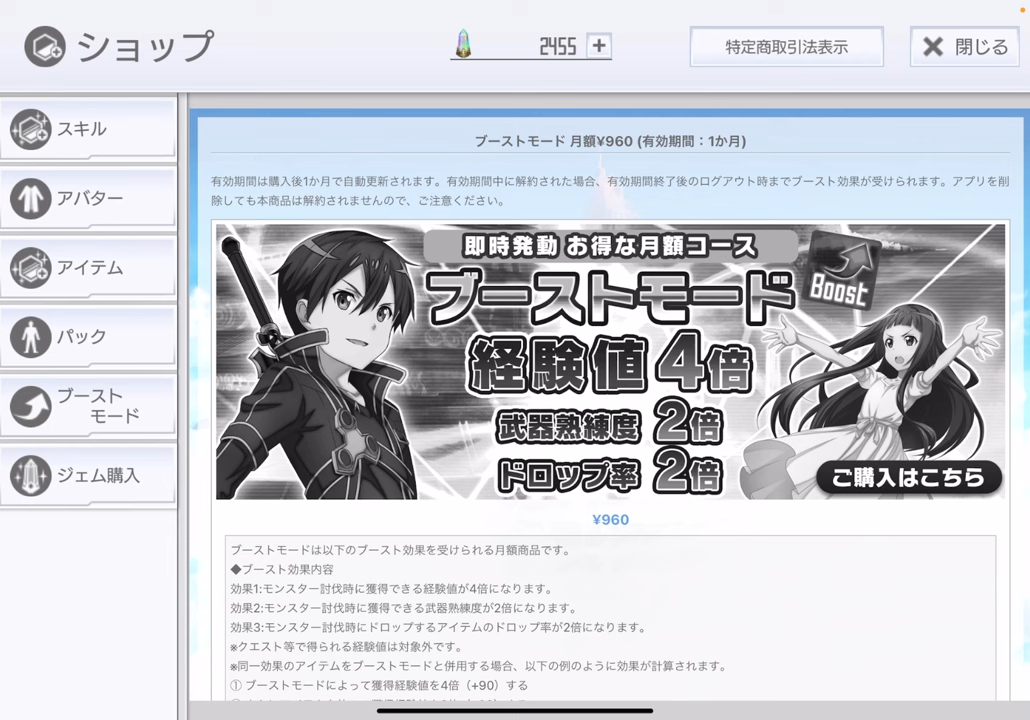 ショップ
2455
特定商取引法表示
閉じる
スキル
アバター
アイテム
パック
ブースト
モード
ジェム購入
ブーストモード 月額¥960 (有効期間：1か月)
有効期間は購入後1か月で自動更新されます。有効期間中に解約された場合、有効期間終了後のログアウト時までブースト効果が受けられます。アプリを削
除しても本商品は解約されませんので、ご注意ください。
即時発動 お得な月額コース
ブーストモード
Boost
経験値 4倍
武器熟練度 2倍
ドロップ率 2倍
ご購入はこちら
¥960
ブーストモードは以下のブースト効果を受けられる月額商品です。
◆ブースト効果内容
効果1:モンスター討伐時に獲得できる経験値が4倍になります。
効果2:モンスター討伐時に獲得できる武器熟練度が2倍になります。
効果3:モンスター討伐時にドロップするアイテムのドロップ率が2倍になります。
※クエスト等で得られる経験値は対象外です。
※同一効果のアイテムをブーストモードと併用する場合、以下の例のように効果が計算されます。
① ブーストモードによって獲得経験値を4倍（+90）する